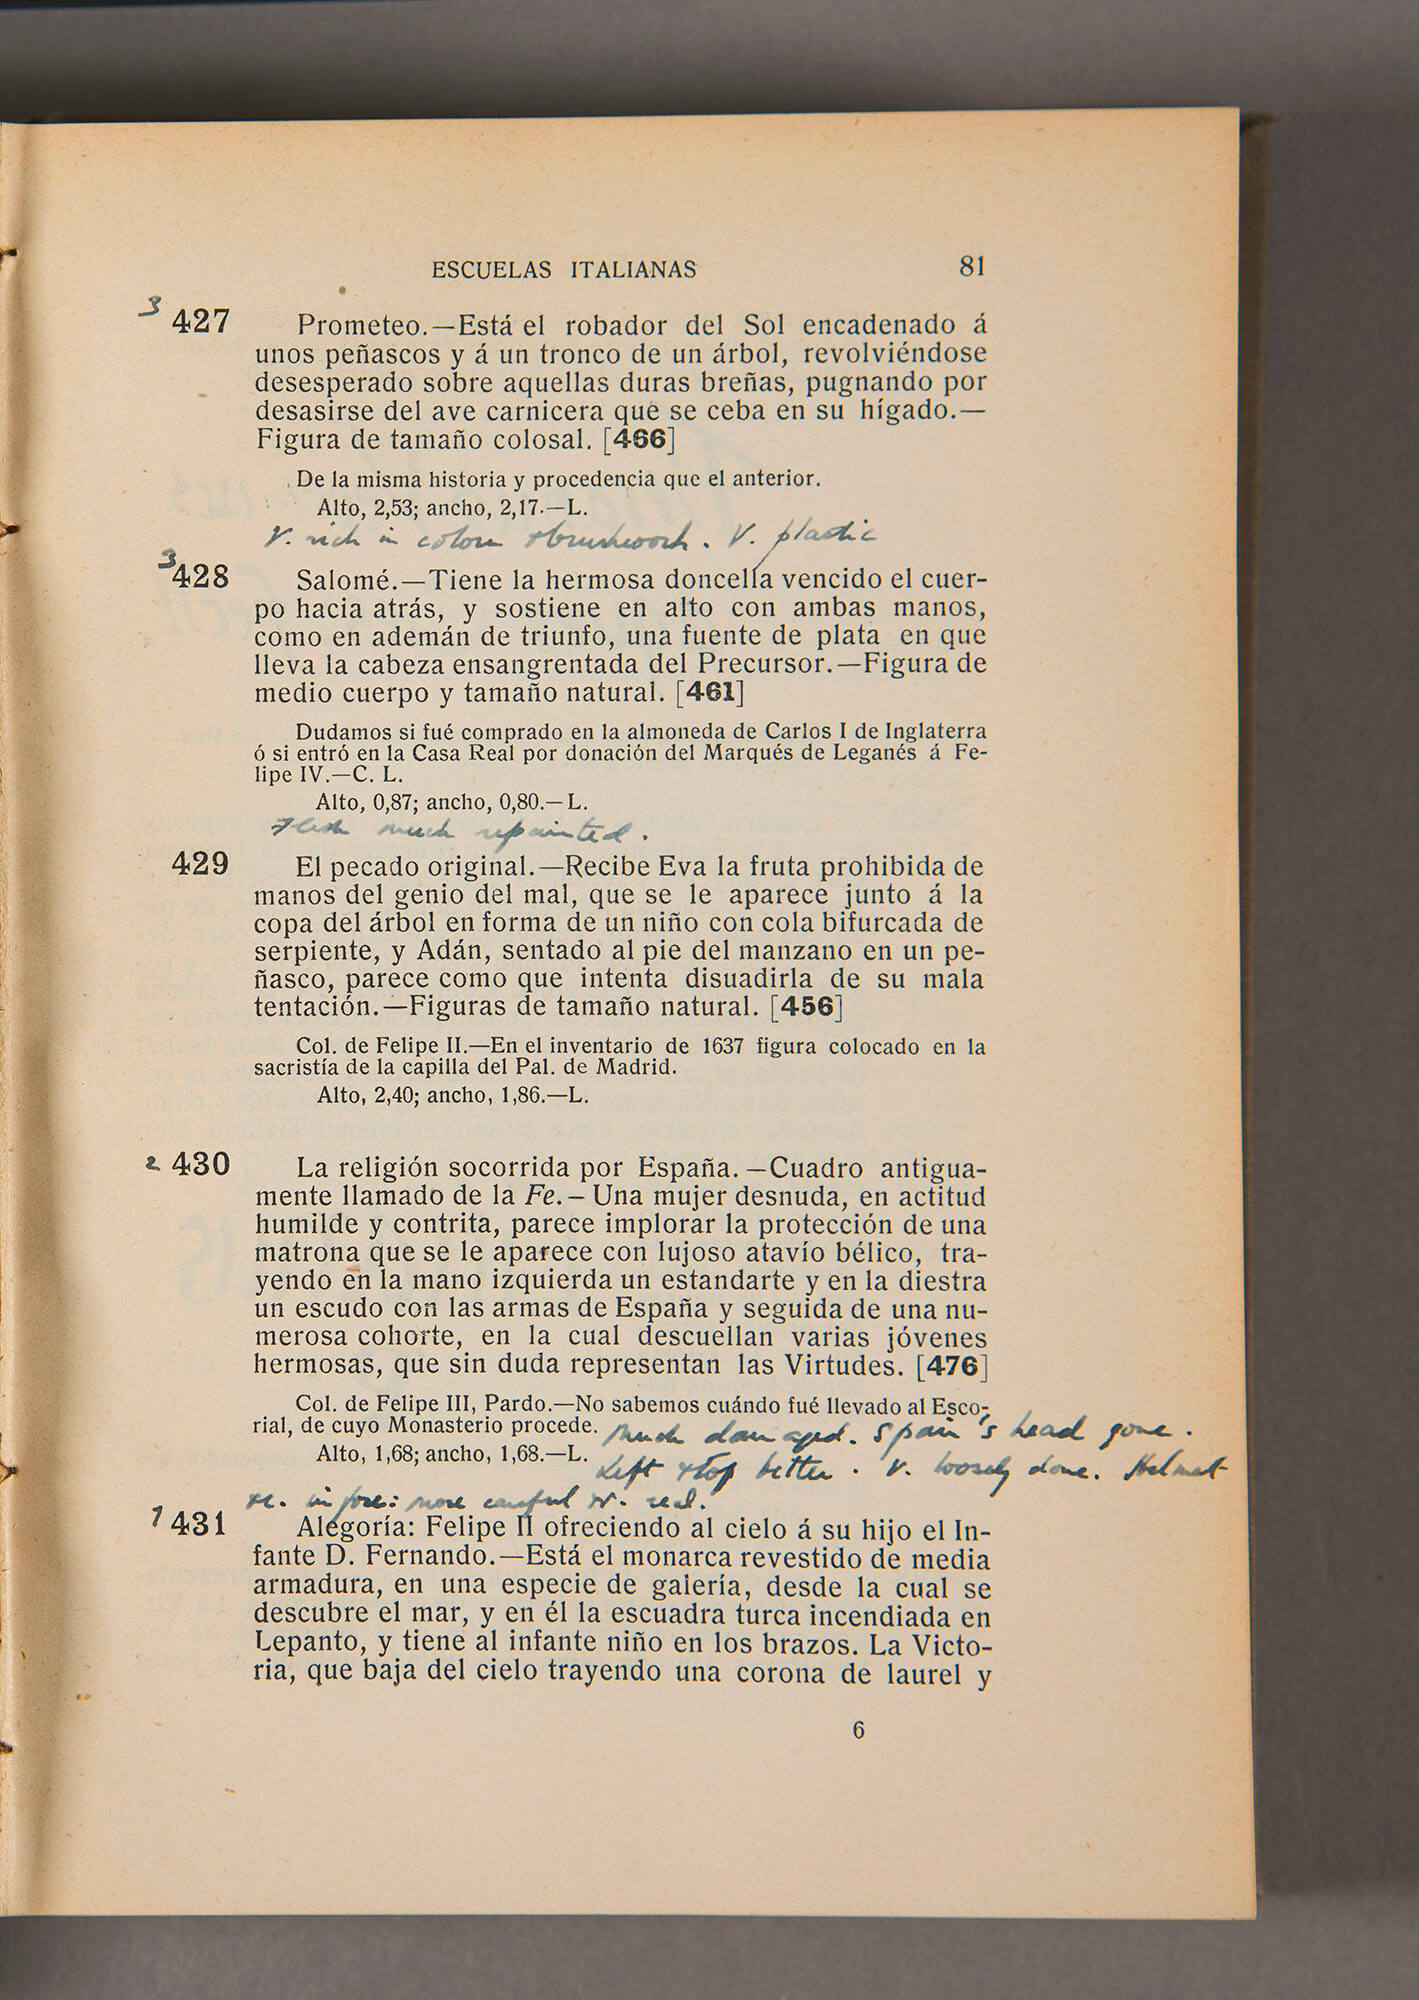 ESCUELAS ITALIANAS 81
3 427 Prometeo.—Está el robador del Sol encadenado á
unos peñascos y á un tronco de un árbol, revolviéndose
desesperado sobre aquellas duras breñas, pugnando por
desasirse del ave carnicera que se ceba en su hígado.—
Figura de tamaño colosal. [466]
De la misma historia y procedencia que el anterior.
Alto, 2,53; ancho, 2,17.—L.
V. rich in colour + brushwork. V. plastic
3 428 Salomé.—Tiene la hermosa doncella vencido el cuer-
po hacia atrás, y sostiene en alto con ambas manos,
como en ademán de triunfo, una fuente de plata en que
lleva la cabeza ensangrentada del Precursor.—Figura de
medio cuerpo y tamaño natural. [461]
Dudamos si fué comprado en la almoneda de Carlos I de Inglaterra
ó si entró en la Casa Real por donación del Marqués de Leganés á Fe-
lipe IV.—C. L.
Alto, 0,87; ancho, 0,80.—L.
Flesh much repainted.
429 El pecado original.—Recibe Eva la fruta prohibida de
manos del genio del mal, que se le aparece junto á la
copa del árbol en forma de un niño con cola bifurcada de
serpiente, y Adán, sentado al pie del manzano en un pe-
ñasco, parece como que intenta disuadirla de su mala
tentación.—Figuras de tamaño natural. [456]
Col. de Felipe II.—En el inventario de 1637 figura colocado en la
sacristía de la capilla del Pal. de Madrid.
Alto, 2,40; ancho, 1,86.—L.
2 430 La religión socorrida por España.—Cuadro antigua-
mente llamado de la Fe.—Una mujer desnuda, en actitud
humilde y contrita, parece implorar la protección de una
matrona que se le aparece con lujoso atavío bélico, tra-
yendo en la mano izquierda un estandarte y en la diestra
un escudo con las armas de España y seguida de una nu-
merosa cohorte, en la cual descuellan varias jóvenes
hermosas, que sin duda representan las Virtudes. [476]
Col. de Felipe III, Pardo.—No sabemos cuándo fué llevado al Esco-
rial, de cuyo Monasterio procede.
Much damaged. Spain's head gone.
Alto, 1,68; ancho, 1,68.—L.
Left & top better. V. loosely done. Helmet
etc. in fore: more careful & real.
1 431 Alegoría: Felipe II ofreciendo al cielo á su hijo el In-
fante D. Fernando.—Está el monarca revestido de media
armadura, en una especie de galería, desde la cual se
descubre el mar, y en él la escuadra turca incendiada en
Lepanto, y tiene al infante niño en los brazos. La Victo-
ria, que baja del cielo trayendo una corona de laurel y
6